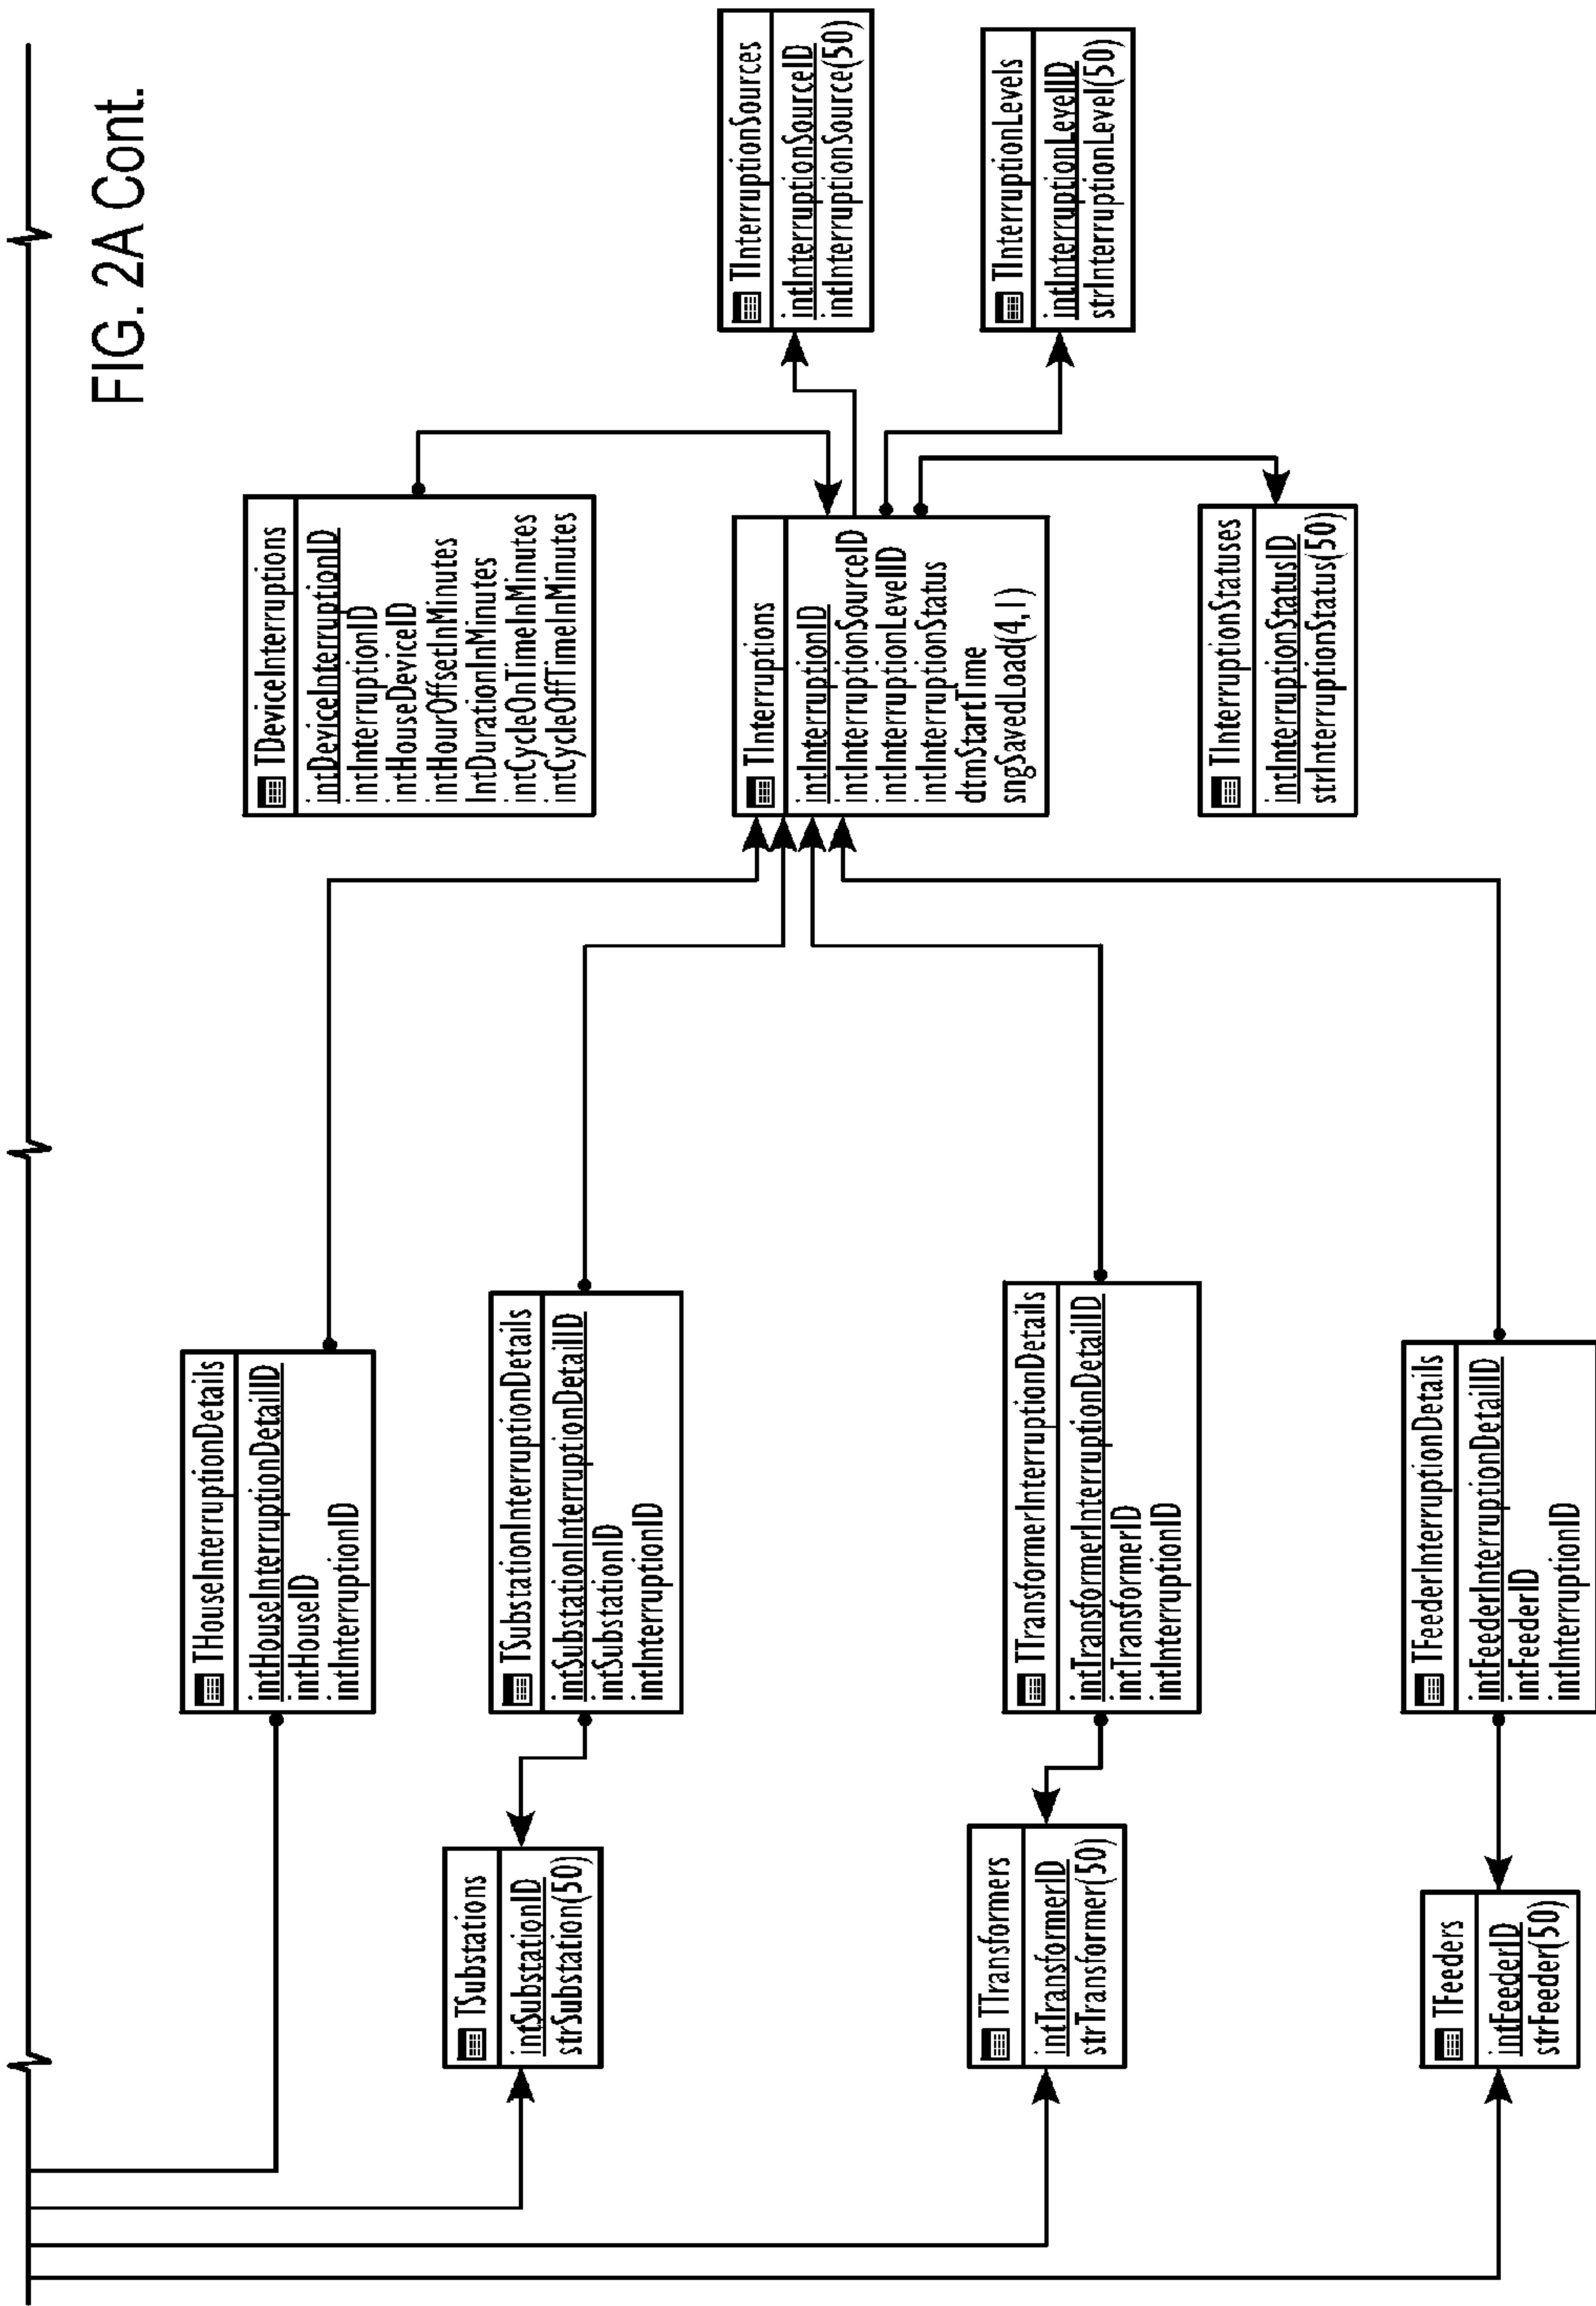 FIG. 2A Cont.
THouseInterruptionDetails
intHouseInterruptionDetailID
intHouseID
intInterruptionID
TDeviceInterruptions
intDeviceInterruptionID
intInterruptionID
intHouseDeviceID
intHourOffsetInMinutes
IntDurationInMinutes
intCycleOnTimeInMinutes
intCycleOffTimeInMinutes
TSubstations
intSubstationID
strSubstation(50)
TSubstationInterruptionDetails
intSubstationInterruptionDetailID
intSubstationID
intInterruptionID
TInterruptions
intInterruptionID
intInterruptionSourceID
intInterruptionLevelID
intInterruptionStatus
dtmStartTime
sngSavedLoad(4,1)
TInterruptionSources
intInterruptionSourceID
intInterruptionSource(50)
TInterruptionLevels
intInterruptionLevelID
strInterruptionLevel(50)
TTransformers
intTransformerID
strTransformer(50)
TTransformerInterruptionDetails
intTransformerInterruptionDetailID
intTransformerID
intInterruptionID
TInterruptionStatuses
intInterruptionStatusID
strInterruptionStatus(50)
TFeeders
intFeederID
strFeeder(50)
TFeederInterruptionDetails
intFeederInterruptionDetailID
intFeederID
intInterruptionID